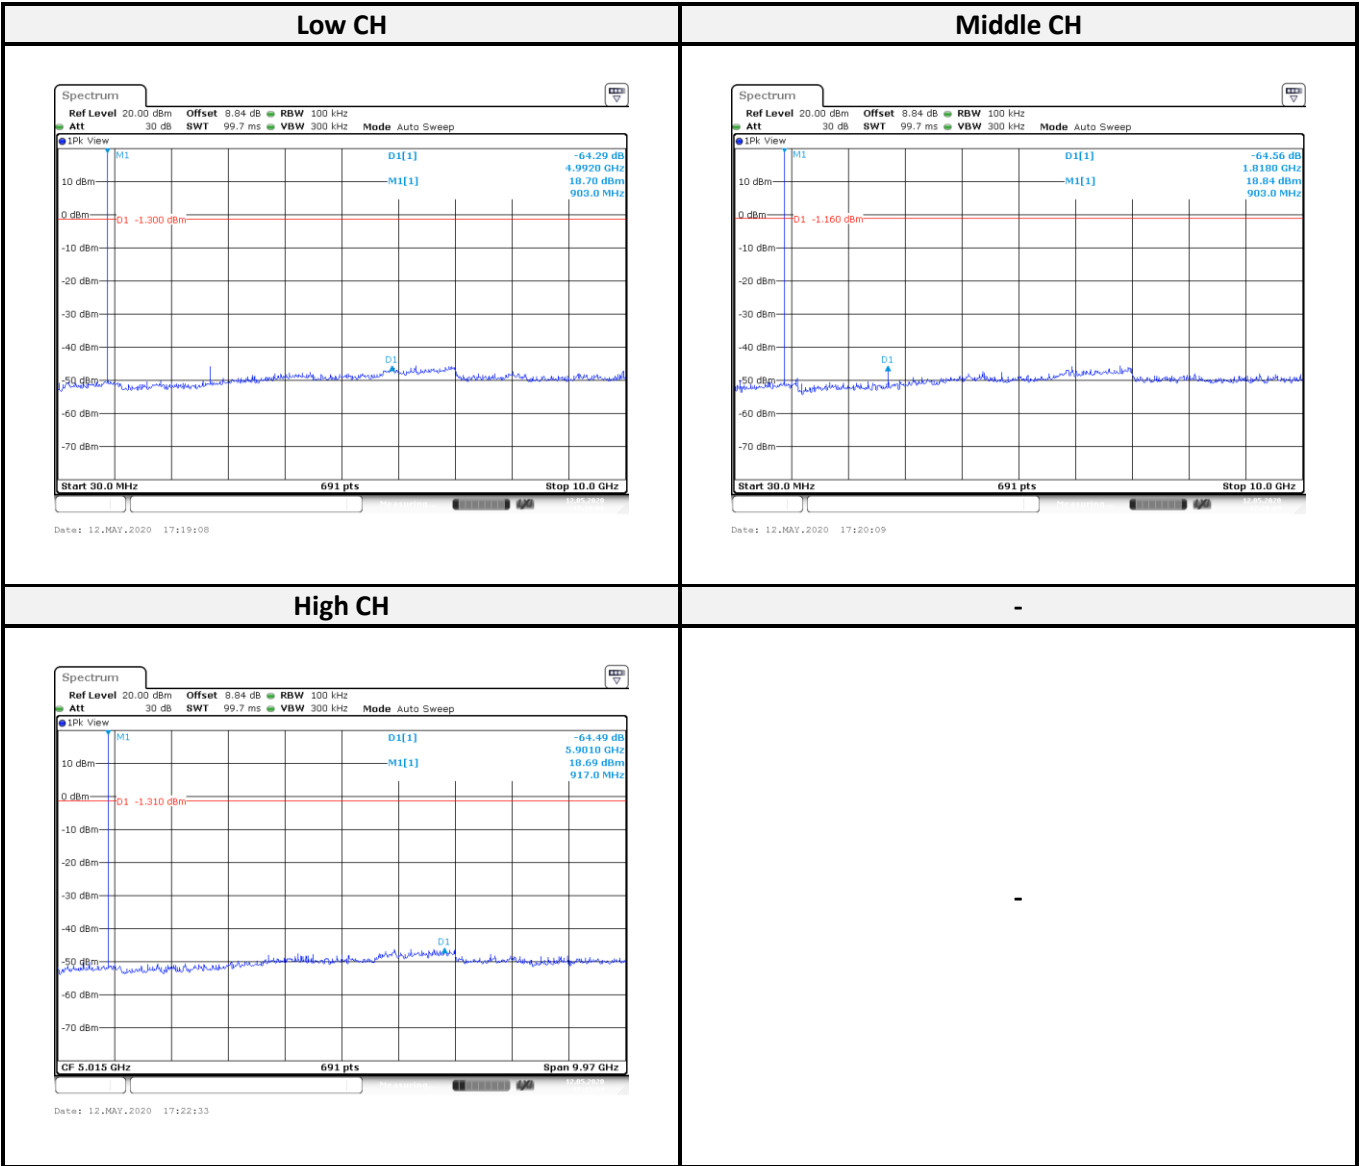 Low CH
Middle CH
Spectrum
Ref Level 20.00 dBm Offset 8.84 dB RBW 100 kHz
Att 30 dB SWT 99.7 ms VBW 300 kHz Mode Auto Sweep
1Pk View
M1
D1[1] -64.29 dB
4.9920 GHz
10 dBm
M1[1] 18.70 dBm
903.0 MHz
0 dBm
D1 -1.300 dBm
-10 dBm
-20 dBm
-30 dBm
-40 dBm
D1
-50 dBm
-60 dBm
-70 dBm
Start 30.0 MHz 691 pts Stop 10.0 GHz
12.05.2020
Date: 12.MAY.2020 17:19:08
Spectrum
Ref Level 20.00 dBm Offset 8.84 dB RBW 100 kHz
Att 30 dB SWT 99.7 ms VBW 300 kHz Mode Auto Sweep
1Pk View
M1
D1[1] -64.56 dB
1.8180 GHz
10 dBm
M1[1] 18.84 dBm
903.0 MHz
0 dBm
D1 -1.160 dBm
-10 dBm
-20 dBm
-30 dBm
-40 dBm
D1
-50 dBm
-60 dBm
-70 dBm
Start 30.0 MHz 691 pts Stop 10.0 GHz
12.05.2020
Date: 12.MAY.2020 17:20:09
High CH
-
Spectrum
Ref Level 20.00 dBm Offset 8.84 dB RBW 100 kHz
Att 30 dB SWT 99.7 ms VBW 300 kHz Mode Auto Sweep
1Pk View
M1
D1[1] -64.49 dB
5.9010 GHz
10 dBm
M1[1] 18.69 dBm
917.0 MHz
0 dBm
D1 -1.310 dBm
-10 dBm
-20 dBm
-30 dBm
-40 dBm
D1
-50 dBm
-60 dBm
-70 dBm
CF 5.015 GHz 691 pts Span 9.97 GHz
12.05.2020
Date: 12.MAY.2020 17:22:33
-